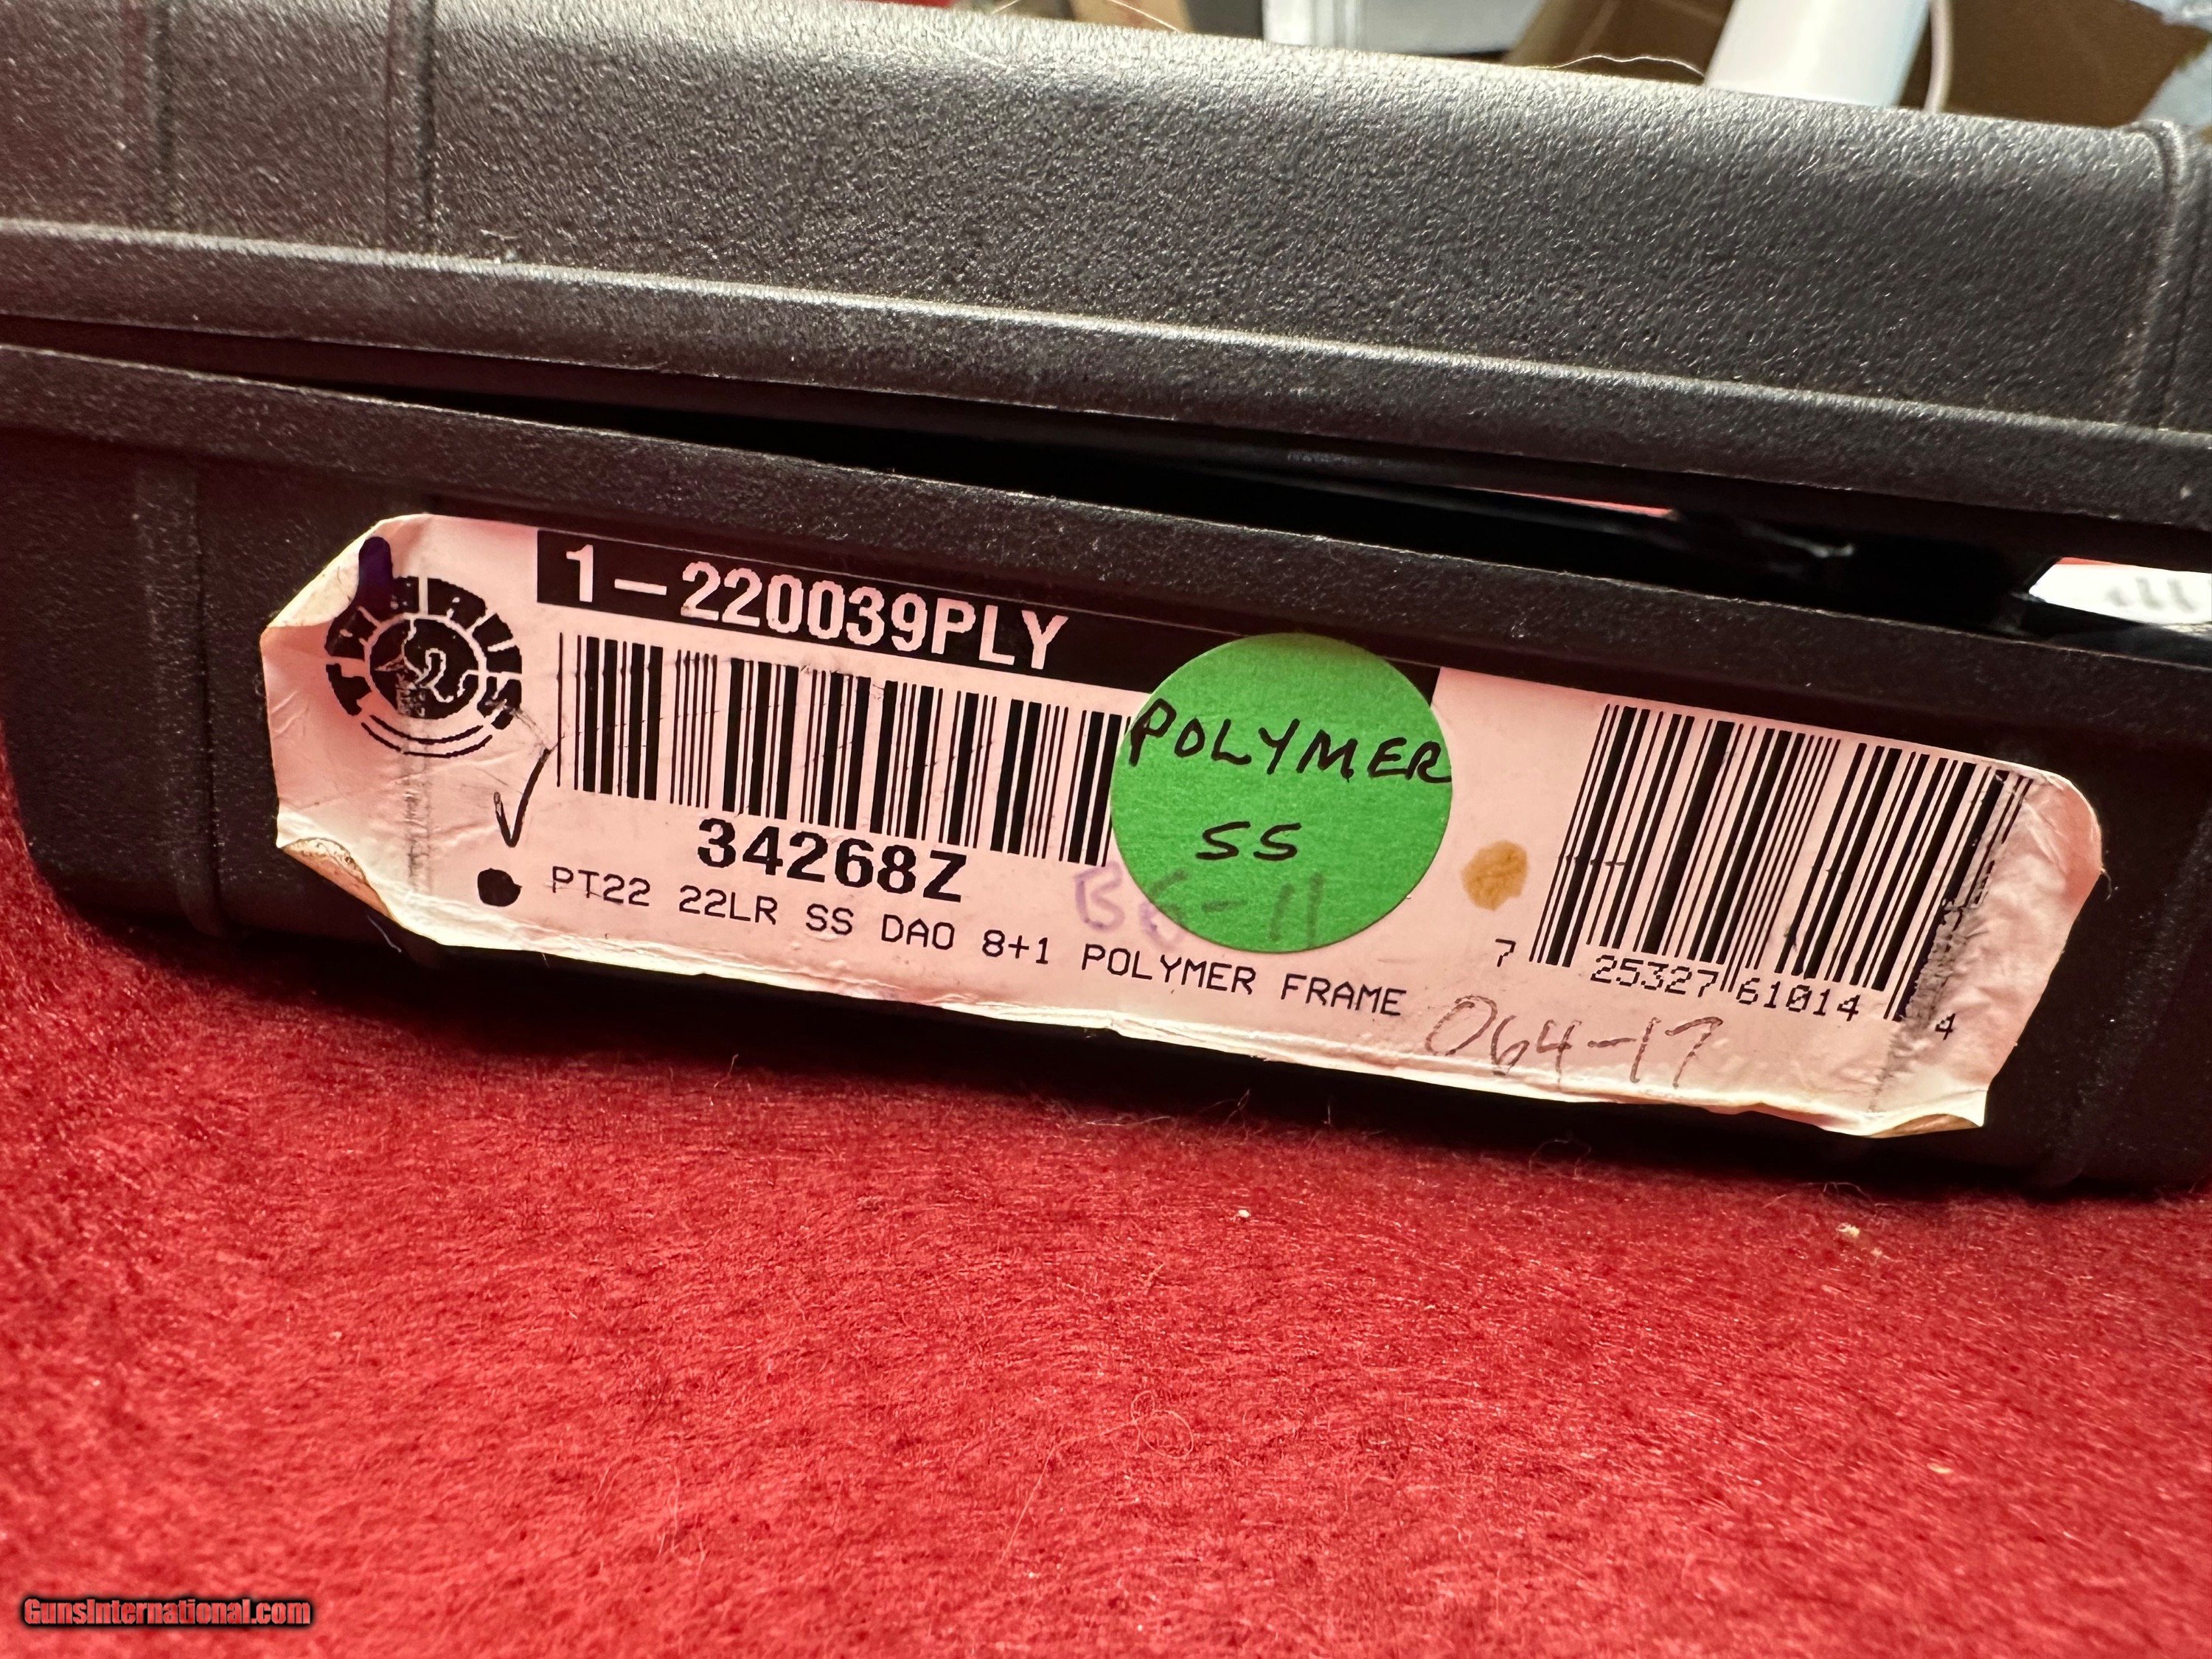 1-220039PLY
TAURUS
POLYMER
SS
34268Z
PT22 22LR SS DAO 8+1 POLYMER FRAME
7 25327 61014 4
064-17
GunsInternational.com